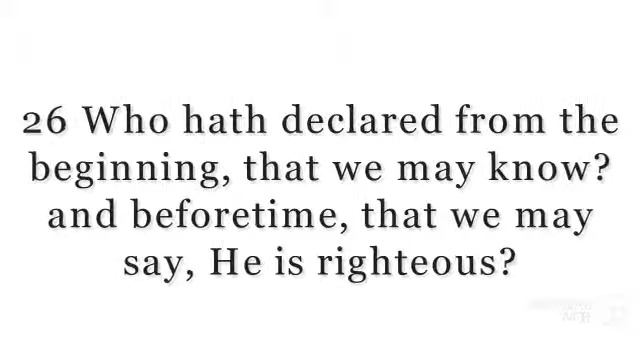 26 Who hath declared from the
beginning, that we may know?
and beforetime, that we may
say, He is righteous?